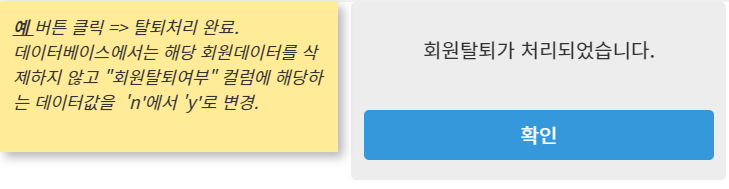 예 버튼 클릭 => 탈퇴처리 완료.
데이터베이스에서는 해당 회원데이터를 삭
제하지 않고 "회원탈퇴여부" 컬럼에 해당하
는 데이터값을 'n'에서 'y'로 변경.
회원탈퇴가 처리되었습니다.
확인